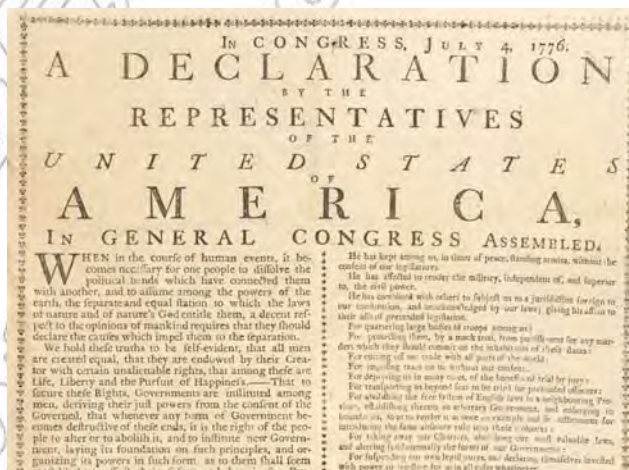 IN CONGRESS, JULY 4, 1776.
A DECLARATION
BY THE
REPRESENTATIVES
OF THE
UNITED STATES
OF
AMERICA,
IN GENERAL CONGRESS ASSEMBLED.
WHEN in the courſe of human events, it be-
comes neceſſary for one people to diſſolve the
political bands which have connected them
with another, and to aſſume among the powers of the
earth, the ſeparate and equal ſtation to which the laws
of nature and of nature's God entitle them, a decent reſ-
pect to the opinions of mankind requires that they ſhould
declare the cauſes which impel them to the ſeparation.
We hold theſe truths to be ſelf-evident, that all men
are created equal, that they are endowed by their Crea-
tor with certain unalienable rights, that among theſe are
Life, Liberty and the Purſuit of Happineſs.——That to
ſecure theſe Rights, Governments are inſtituted among
men, deriving their juſt powers from the conſent of the
Governed, that whenever any form of Government be-
comes deſtructive of theſe ends, it is the right of the peo-
ple to alter or to aboliſh it, and to inſtitute new Govern-
ment, laying its foundation on ſuch principles, and or-
ganizing its powers in ſuch form as to them ſhall ſeem
He has kept among us, in times of peace, ſtanding armies, without the
conſent of our legiſlatures.
He has affected to render the military, independent of, and ſuperior
to, the civil power.
He has combined with others to ſubject us to a juriſdiction foreign to
our conſtitution, and unacknowledged by our laws; giving his aſſent to
their acts of pretended legiſlation.
For quartering large bodies of troops among us:
For protecting them, by a mock trial, from puniſhment for any mur-
ders which they ſhould commit on the inhabitants of theſe ſtates:
For cutting off our trade with all parts of the world:
For impoſing taxes on us without our conſent:
For depriving us in many caſes, of the benefits of trial by jury:
For tranſporting us beyond ſeas to be tried for pretended offences:
For aboliſhing the free ſyſtem of Engliſh laws in a neighbouring Pro-
vince, eſtabliſhing therein an arbitrary Government, and enlarging its
boundaries, ſo as to render it at once an example and fit inſtrument for
introducing the ſame abſolute rule into theſe colonies:
For taking away our Charters, aboliſhing our moſt valuable laws,
and altering fundamentally the forms of our Governments:
For ſuſpending our own legiſlatures, and declaring themſelves inveſted
with power to legiſlate for us in all caſes whatſoever.